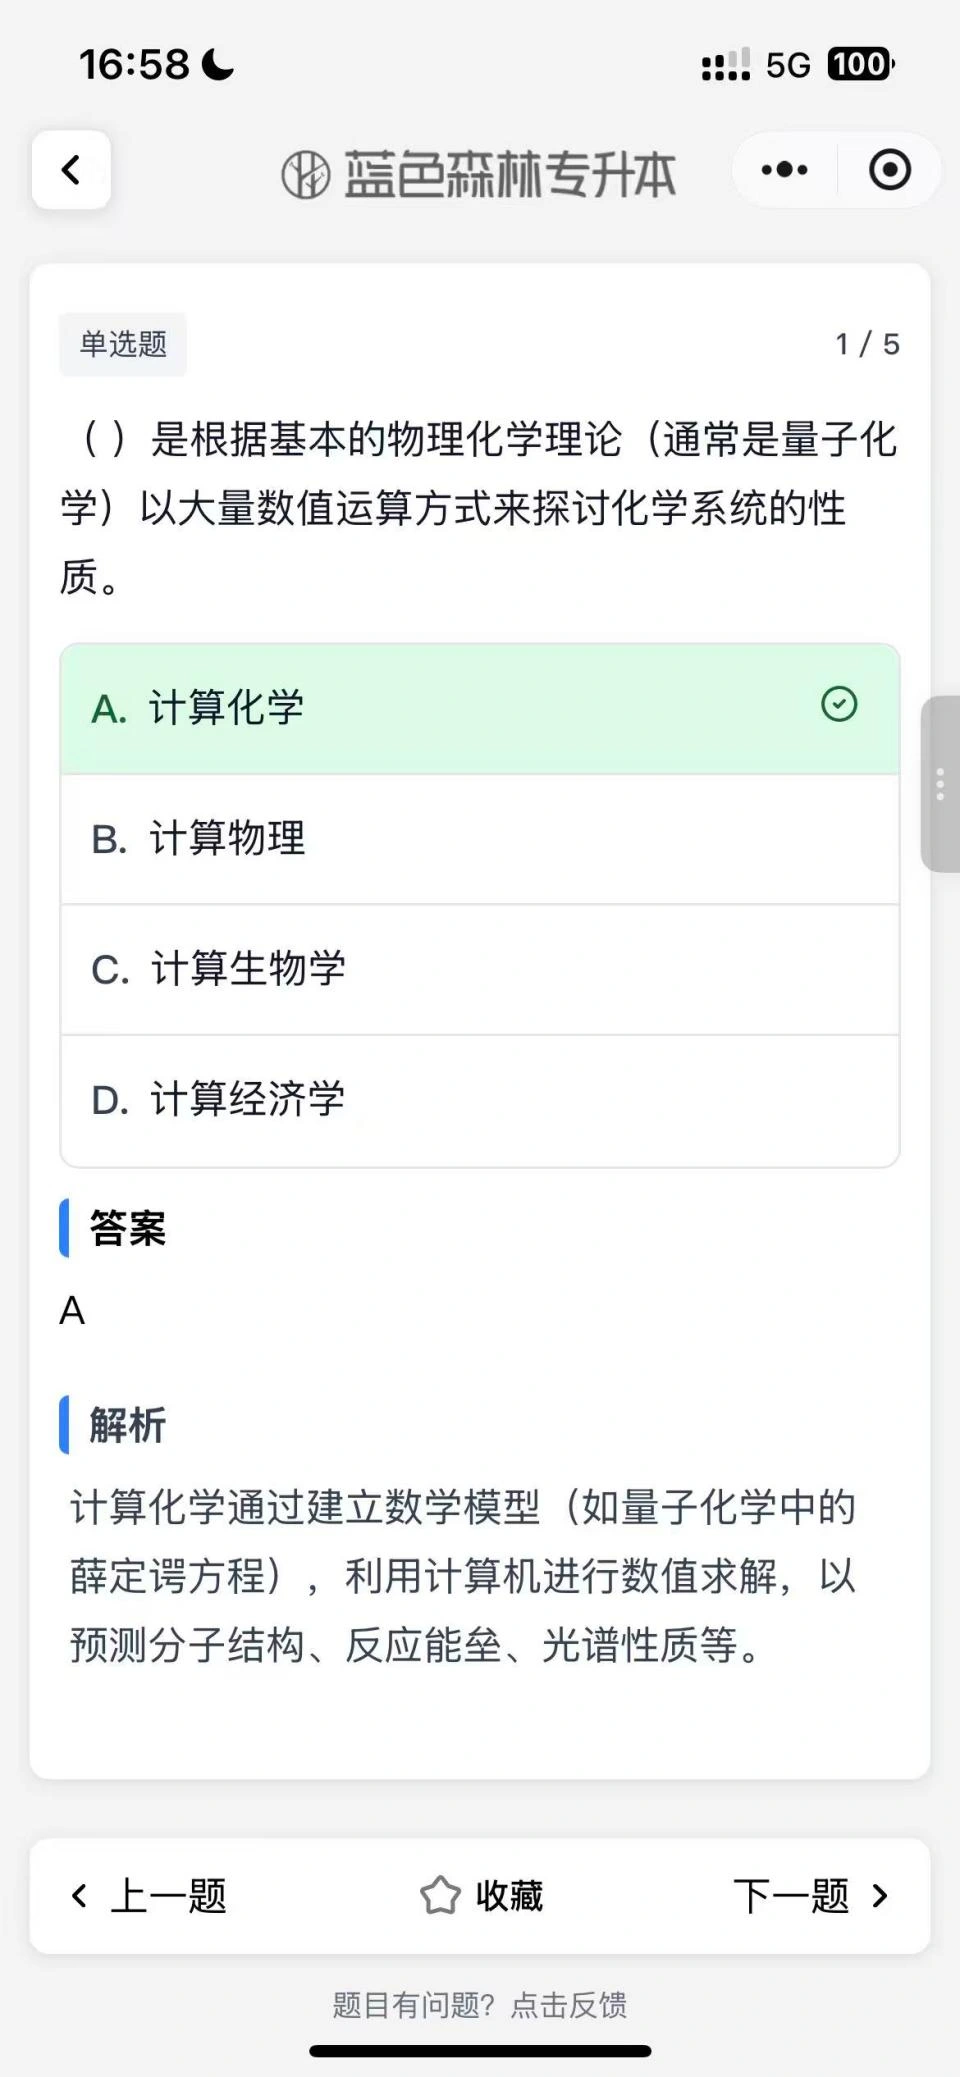 16:58
5G 100
蓝色森林专升本
单选题
1 / 5
（ ）是根据基本的物理化学理论（通常是量子化
学）以大量数值运算方式来探讨化学系统的性
质。
A. 计算化学
B. 计算物理
C. 计算生物学
D. 计算经济学
答案
A
解析
计算化学通过建立数学模型（如量子化学中的
薛定谔方程），利用计算机进行数值求解，以
预测分子结构、反应能垒、光谱性质等。
上一题 收藏 下一题
题目有问题？点击反馈